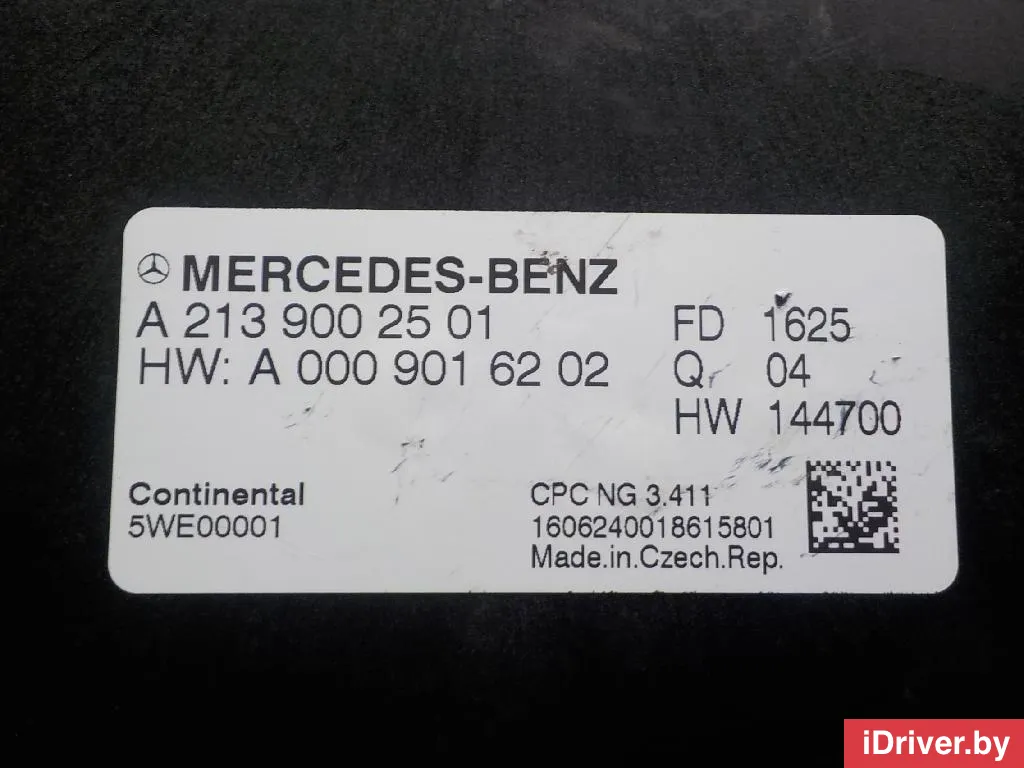 MERCEDES-BENZ
A 213 900 25 01
HW: A 000 901 62 02
FD 1625
Q 04
HW 144700
Continental
5WE00001
CPC NG 3.411
1606240018615801
Made.in.Czech.Rep.
iDriver.by